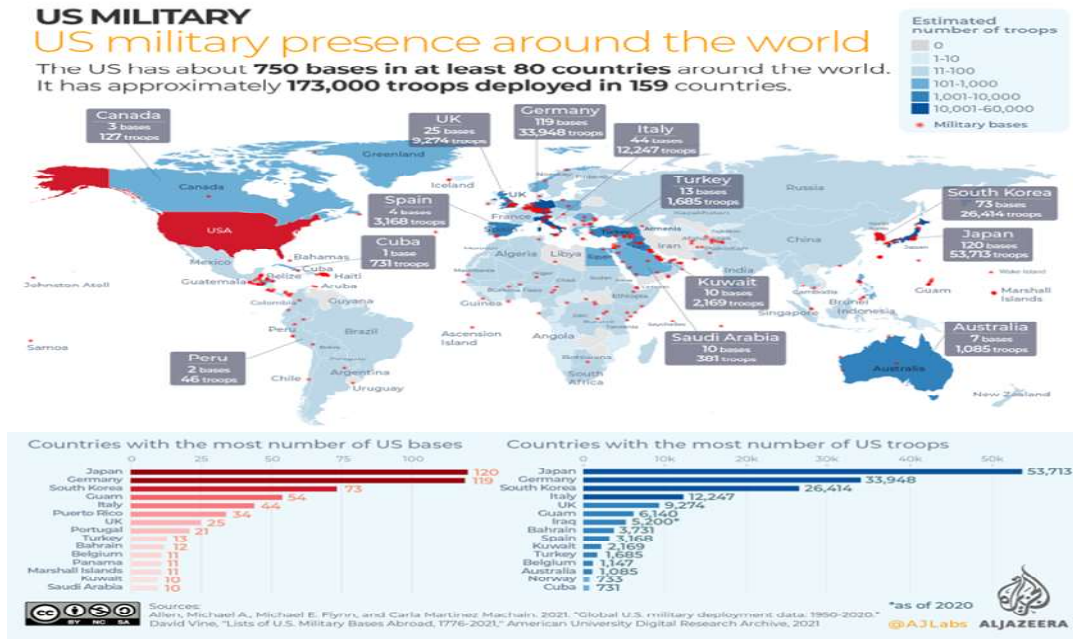 US MILITARY
US military presence around the world
The US has about 750 bases in at least 80 countries around the world.
It has approximately 173,000 troops deployed in 159 countries.
Estimated
number of troops
0
1-10
11-100
101-1,000
1,001-10,000
10,001-60,000
Military bases
Canada
3 bases
127 troops
UK
25 bases
9,274 troops
Germany
119 bases
33,948 troops
Italy
44 bases
12,247 troops
Turkey
13 bases
1,685 troops
South Korea
73 bases
26,414 troops
Japan
120 bases
53,713 troops
Spain
4 bases
3,168 troops
Cuba
1 base
731 troops
Kuwait
10 bases
2,169 troops
Saudi Arabia
10 bases
381 troops
Australia
7 bases
1,085 troops
Peru
2 bases
46 troops
Greenland
Canada
Iceland
UK
France
Russia
USA
Armenia
Japan
China
Mexico
Bahamas
Cuba
Haiti
Belize
Aruba
Guatemala
Algeria
Libya
Egypt
Iran
India
Wake Island
Johnston Atoll
Guam
Marshall
Islands
Colombia
Guyana
Guinea
Burkina Faso
Niger
Chad
Ethiopia
Cambodia
Brunei
Singapore
Indonesia
Peru
Brazil
Ascension
Island
Angola
Tanzania
Seychelles
Samoa
Botswana
Australia
Chile
Argentina
Uruguay
South
Africa
New Zealand
Countries with the most number of US bases
0 25 50 75 100
Japan 120
Germany 119
South Korea 73
Guam 54
Italy 44
Puerto Rico 34
UK 25
Portugal 21
Turkey 13
Bahrain 12
Belgium 11
Panama 11
Marshall Islands 11
Kuwait 10
Saudi Arabia 10
Countries with the most number of US troops
0 10k 20k 30k 40k 50k
Japan 53,713
Germany 33,948
South Korea 26,414
Italy 12,247
UK 9,274
Guam 6,140
Iraq 5,200*
Bahrain 3,731
Spain 3,168
Kuwait 2,169
Turkey 1,685
Belgium 1,147
Australia 1,085
Norway 733
Cuba 731
cc BY NC SA
Sources:
Allen, Michael A., Michael E. Flynn, and Carla Martinez Machain. 2021. "Global U.S. military deployment data: 1950-2020."
David Vine, "Lists of U.S. Military Bases Abroad, 1776-2021," American University Digital Research Archive, 2021
*as of 2020
@AJLabs
ALJAZEERA